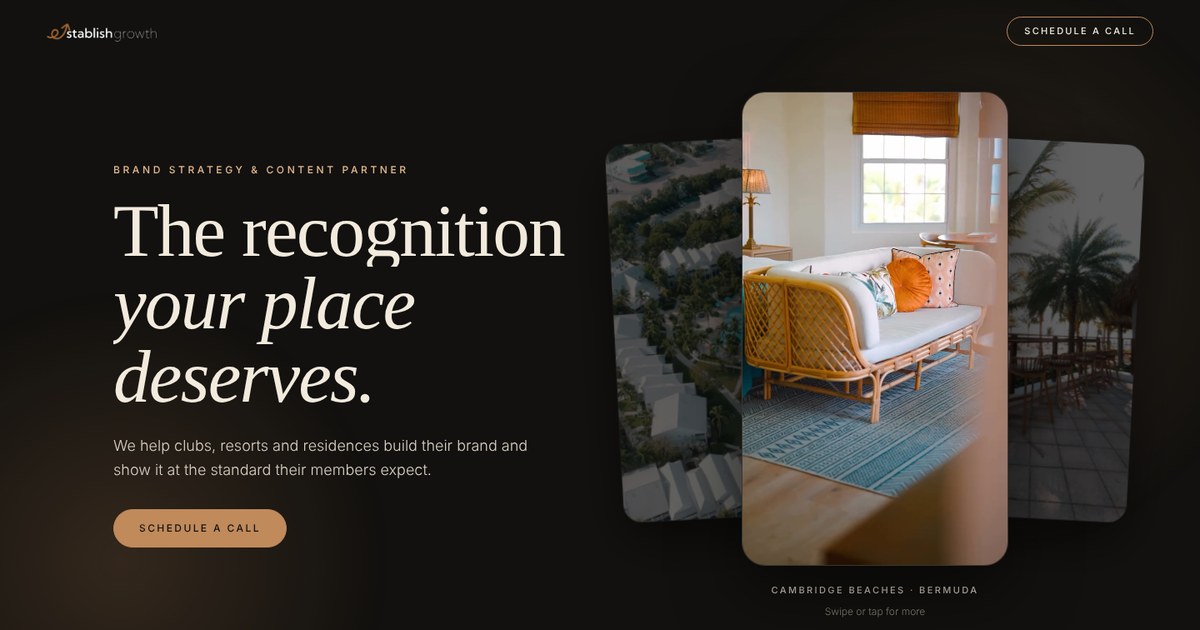 establishgrowth
SCHEDULE A CALL
BRAND STRATEGY & CONTENT PARTNER
The recognition
your place
deserves.
We help clubs, resorts and residences build their brand and
show it at the standard their members expect.
SCHEDULE A CALL
CAMBRIDGE BEACHES · BERMUDA
Swipe or tap for more